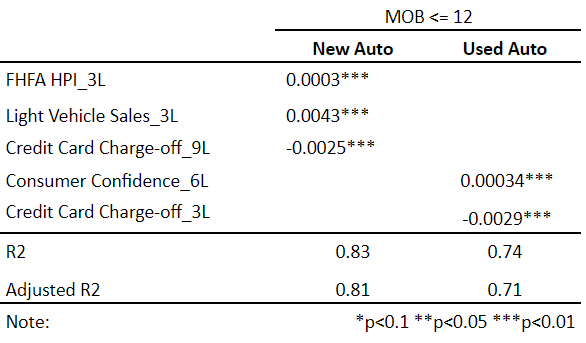 MOB <= 12
New Auto Used Auto
FHFA HPI_3L 0.0003***
Light Vehicle Sales_3L 0.0043***
Credit Card Charge-off_9L -0.0025***
Consumer Confidence_6L 0.00034***
Credit Card Charge-off_3L -0.0029***
R2 0.83 0.74
Adjusted R2 0.81 0.71
Note: *p<0.1 **p<0.05 ***p<0.01